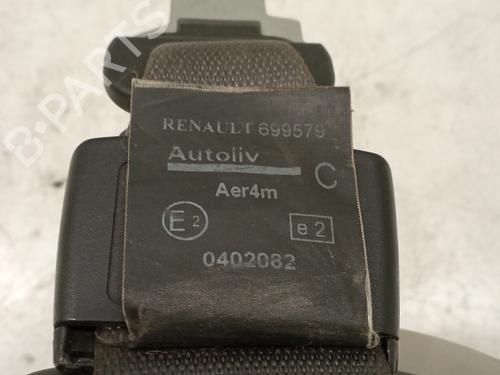 B-PARTS
RENAULT 699579
Autoliv
C
Aer4m
E2
e2
0402082